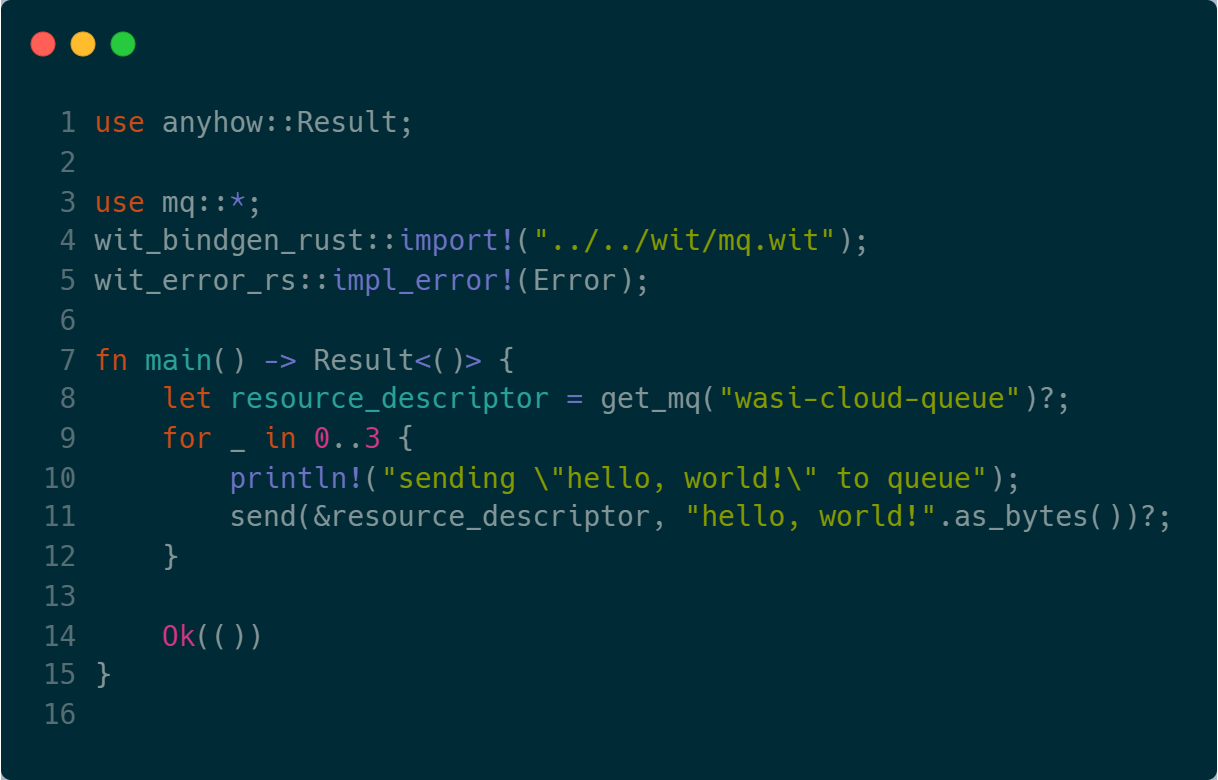 1 use anyhow::Result;
2
3 use mq::*;
4 wit_bindgen_rust::import!("../../wit/mq.wit");
5 wit_error_rs::impl_error!(Error);
6
7 fn main() -> Result<()> {
8     let resource_descriptor = get_mq("wasi-cloud-queue")?;
9     for _ in 0..3 {
10         println!("sending \"hello, world!\" to queue");
11         send(&resource_descriptor, "hello, world!".as_bytes())?;
12     }
13
14     Ok(())
15 }
16